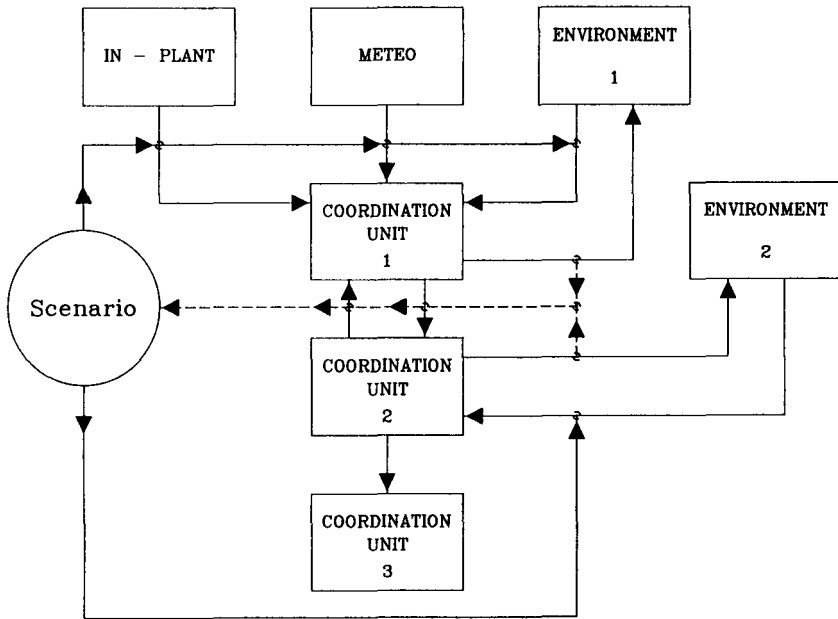 IN - PLANT
METEO
ENVIRONMENT
1
COORDINATION
UNIT
1
ENVIRONMENT
2
Scenario
COORDINATION
UNIT
2
COORDINATION
UNIT
3